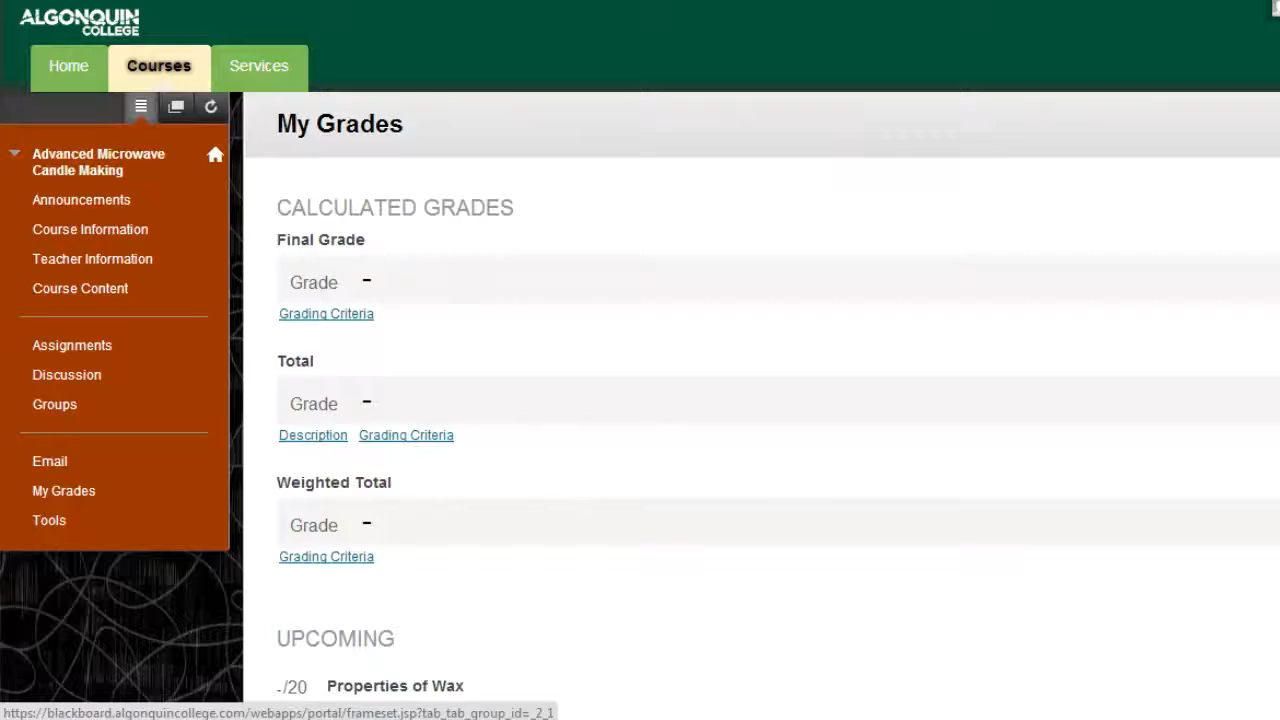 ALGONQUIN
COLLEGE
Home
Courses
Services
My Grades
Advanced Microwave
Candle Making
Announcements
Course Information
Teacher Information
Course Content
Assignments
Discussion
Groups
Email
My Grades
Tools
CALCULATED GRADES
Final Grade
Grade -
Grading Criteria
Total
Grade -
Description Grading Criteria
Weighted Total
Grade -
Grading Criteria
UPCOMING
-/20 Properties of Wax
https://blackboard.algonquincollege.com/webapps/portal/frameset.jsp?tab_tab_group_id=_2_1